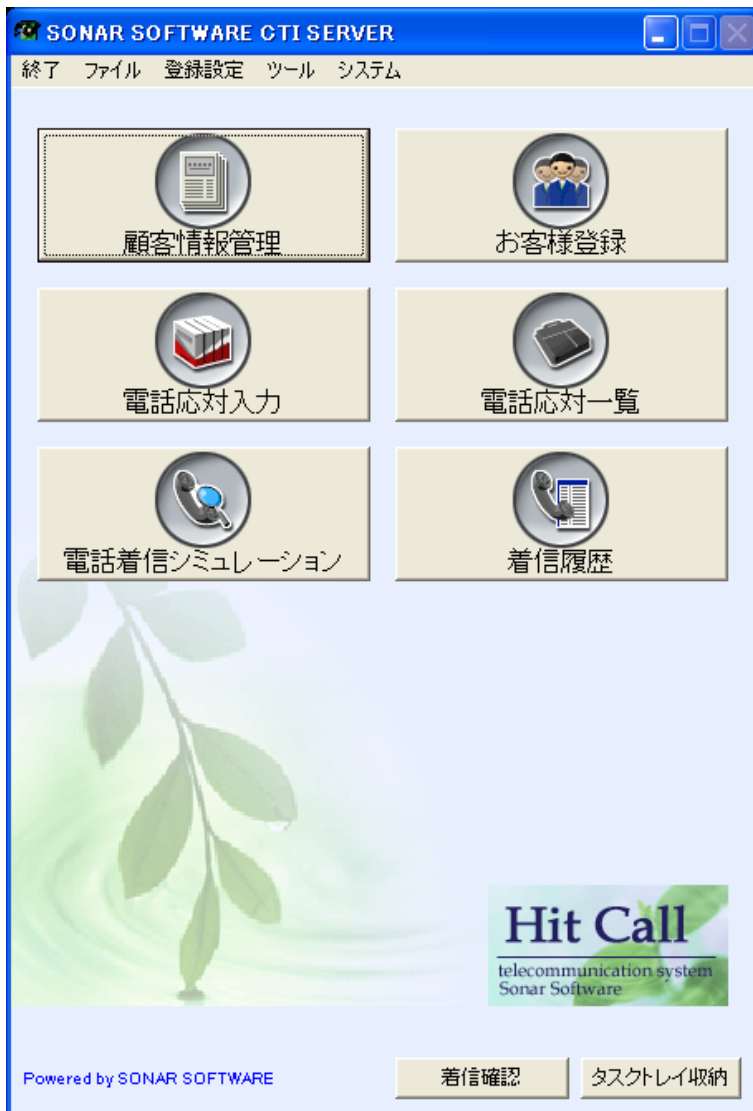 SONAR SOFTWARE CTI SERVER
終了 ファイル 登録設定 ツール システム
顧客情報管理 お客様登録
電話応対入力 電話応対一覧
電話着信シミュレーション 着信履歴
Hit Call
telecommunication system
Sonar Software
Powered by SONAR SOFTWARE 着信確認 タスクトレイ収納